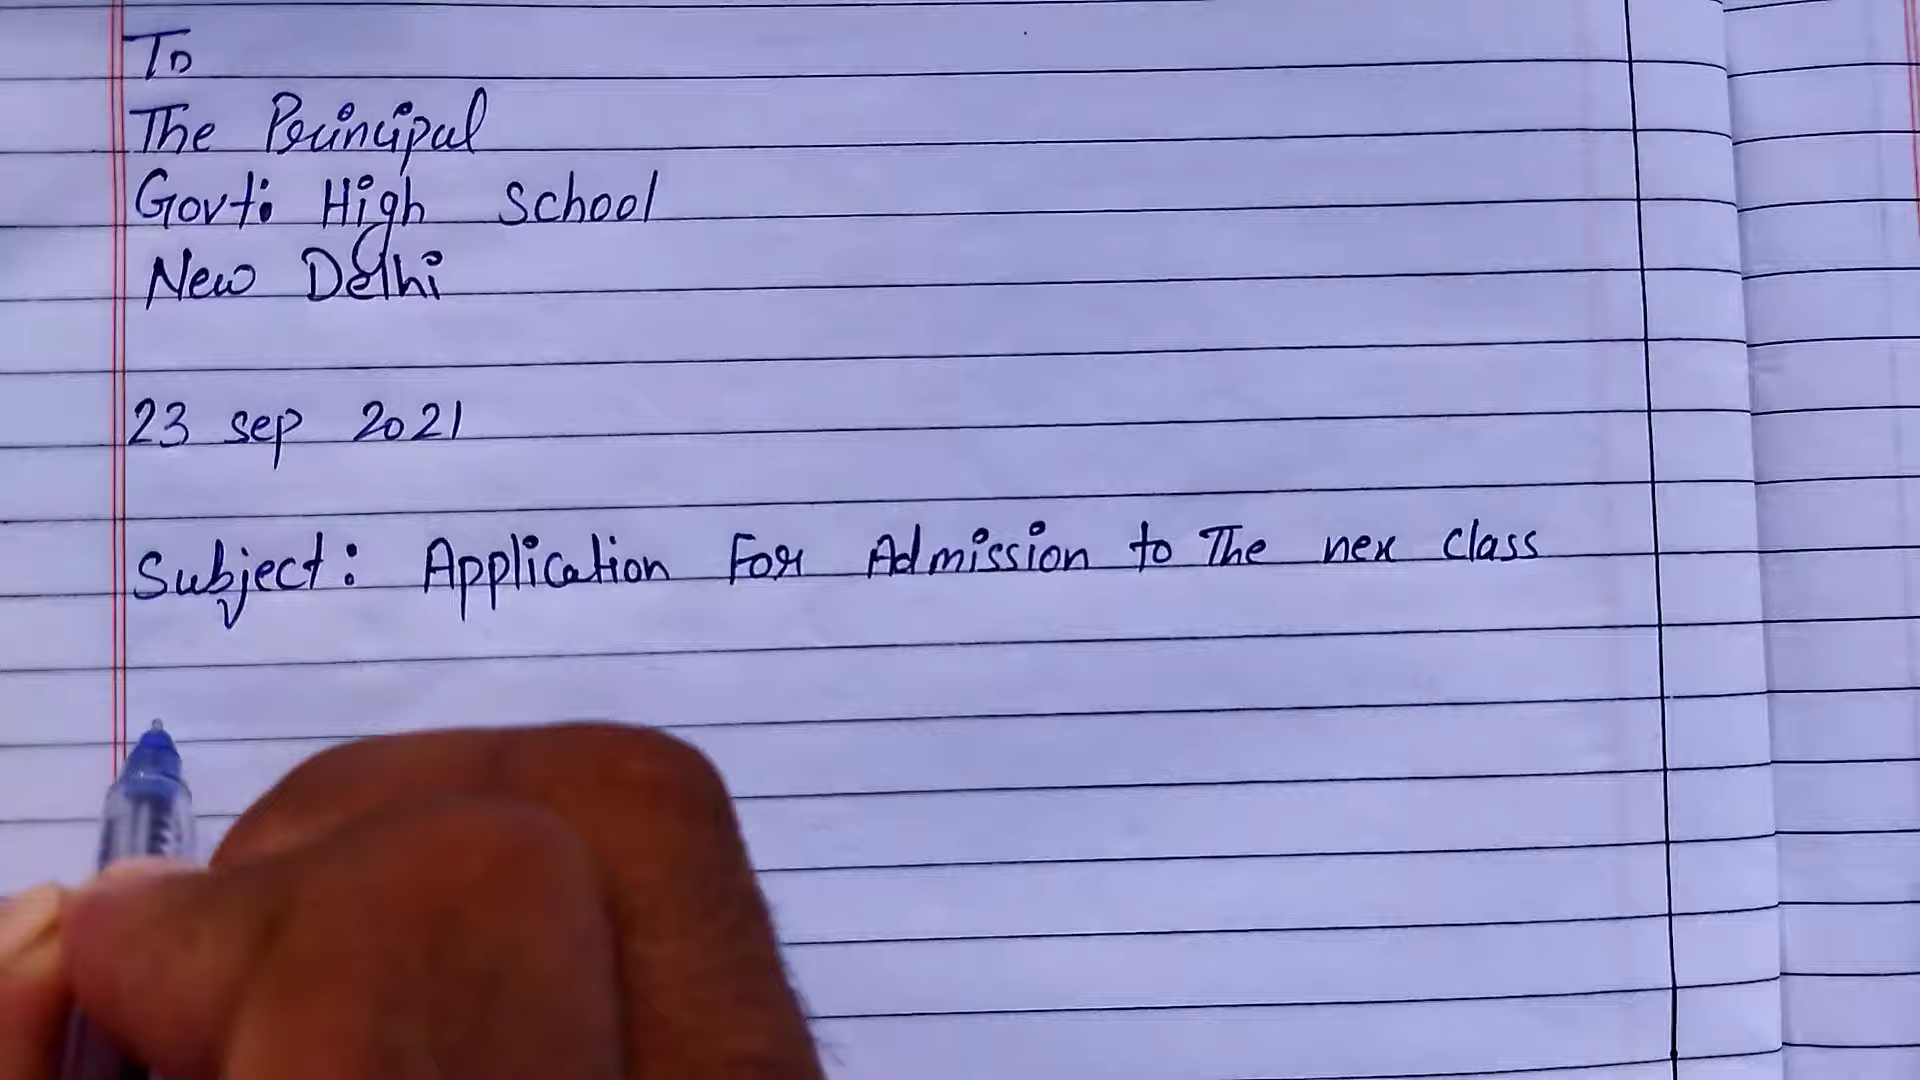 To
The Principal
Govt: High School
New Delhi
23 sep 2021
Subject: Application For Admission to The nex class